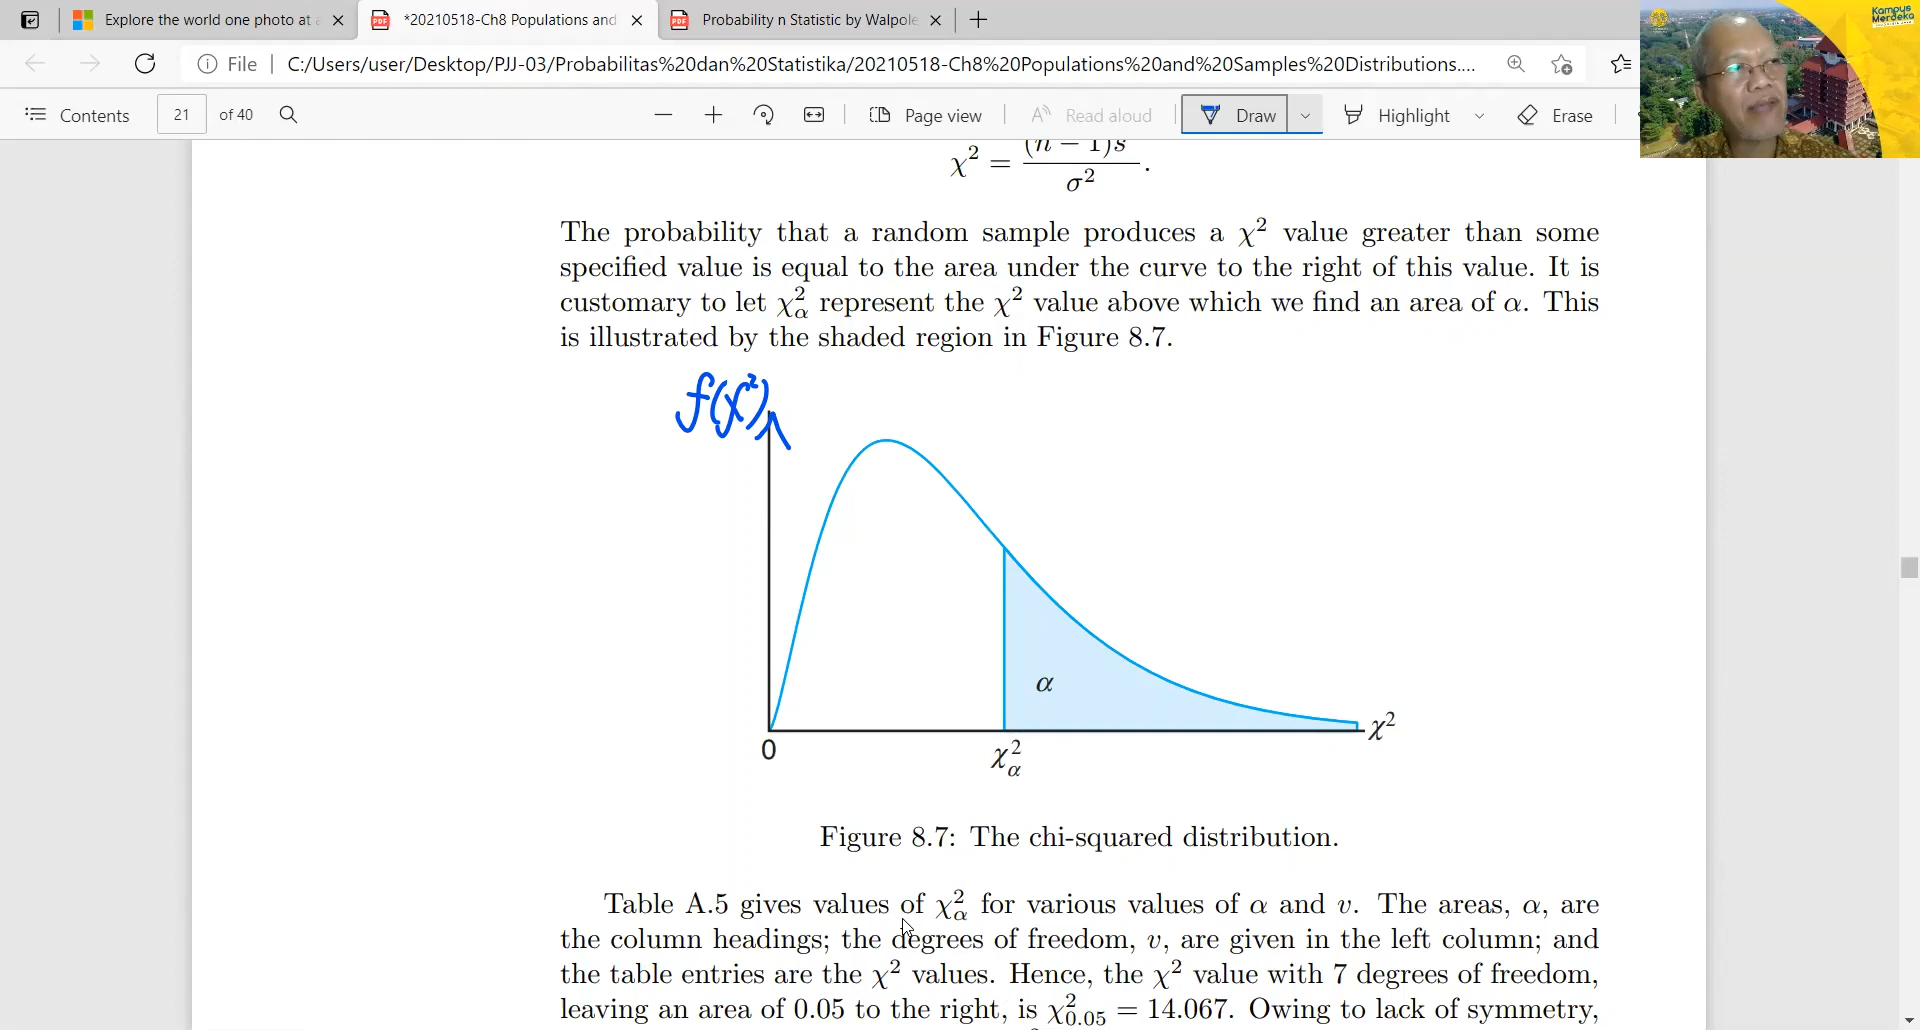 Explore the world one photo at a
*20210518-Ch8 Populations and
Probability n Statistic by Walpole
File
C:/Users/user/Desktop/PJJ-03/Probabilitas%20dan%20Statistika/20210518-Ch8%20Populations%20and%20Samples%20Distributions....
Contents
21 of 40
Page view
Read aloud
Draw
Highlight
Erase
Kampus
Merdeka
χ² = (n − 1)s / σ² .
The probability that a random sample produces a χ² value greater than some
specified value is equal to the area under the curve to the right of this value. It is
customary to let χ²α represent the χ² value above which we find an area of α. This
is illustrated by the shaded region in Figure 8.7.
f(χ²)
α
χ²
0
χ²α
Figure 8.7: The chi-squared distribution.
Table A.5 gives values of χ²α for various values of α and v. The areas, α, are
the column headings; the degrees of freedom, v, are given in the left column; and
the table entries are the χ² values. Hence, the χ² value with 7 degrees of freedom,
leaving an area of 0.05 to the right, is χ²0.05 = 14.067. Owing to lack of symmetry,